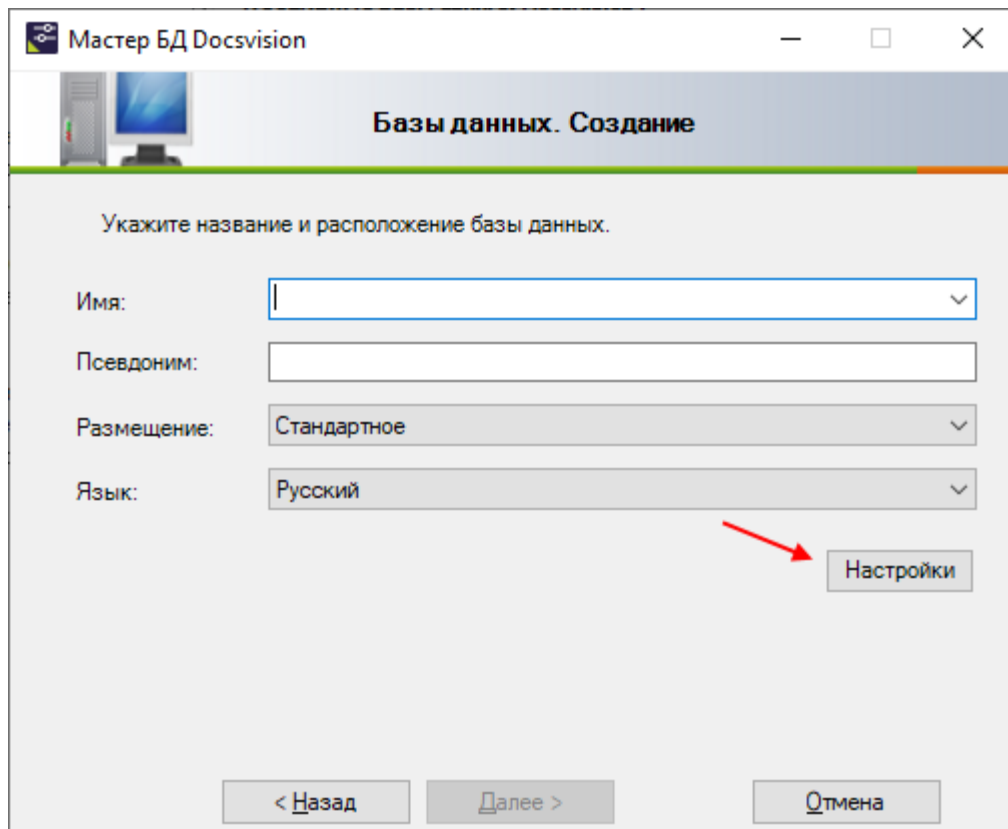 Мастер БД Docsvision
Базы данных. Создание
Укажите название и расположение базы данных.
Имя:
Псевдоним:
Размещение: Стандартное
Язык: Русский
Настройки
< Назад Далее > Отмена